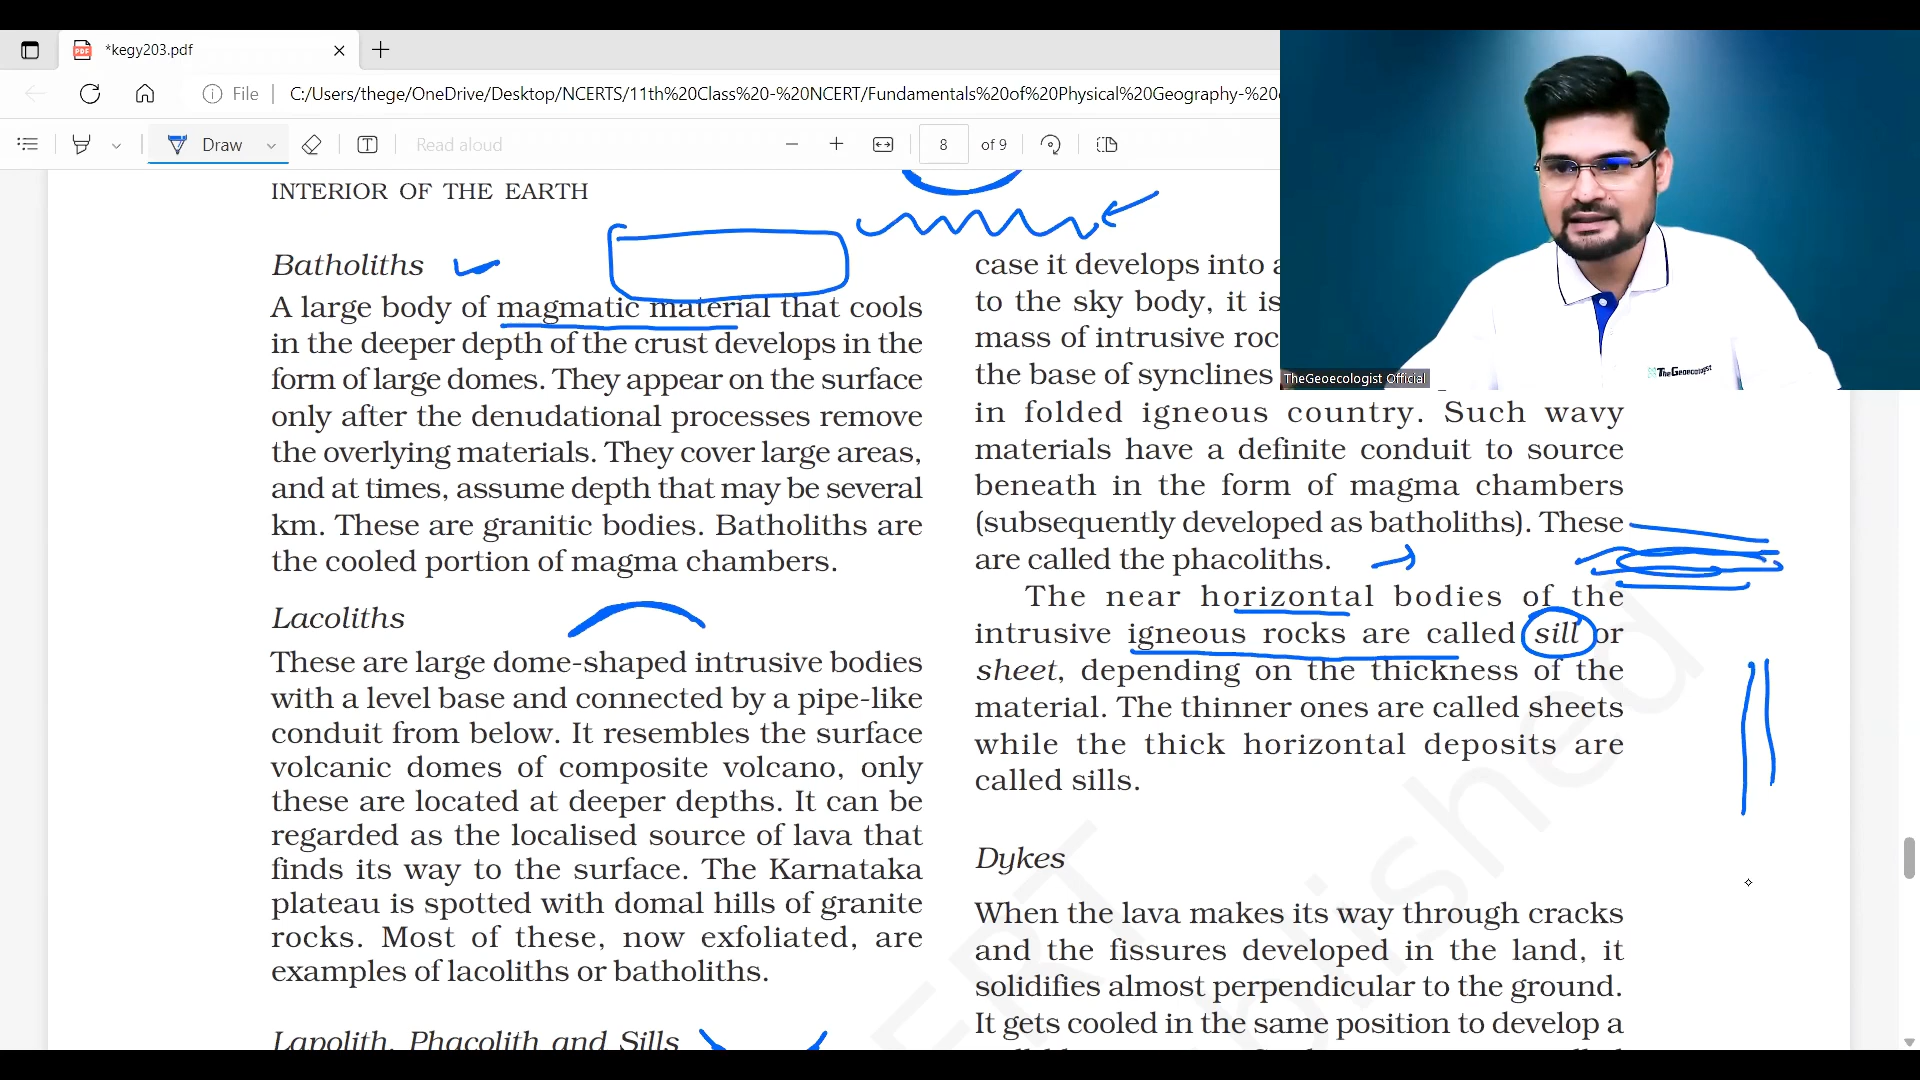 *kegy203.pdf
File
C:/Users/thege/OneDrive/Desktop/NCERTS/11th%20Class%20-%20NCERT/Fundamentals%20of%20Physical%20Geography-%20
Draw
Read aloud
8 of 9
INTERIOR OF THE EARTH
Batholiths
A large body of magmatic material that cools
in the deeper depth of the crust develops in the
form of large domes. They appear on the surface
only after the denudational processes remove
the overlying materials. They cover large areas,
and at times, assume depth that may be several
km. These are granitic bodies. Batholiths are
the cooled portion of magma chambers.
Lacoliths
These are large dome-shaped intrusive bodies
with a level base and connected by a pipe-like
conduit from below. It resembles the surface
volcanic domes of composite volcano, only
these are located at deeper depths. It can be
regarded as the localised source of lava that
finds its way to the surface. The Karnataka
plateau is spotted with domal hills of granite
rocks. Most of these, now exfoliated, are
examples of lacoliths or batholiths.
Lapolith, Phacolith and Sills
case it develops into a
to the sky body, it is
mass of intrusive roc
the base of synclines
in folded igneous country. Such wavy
materials have a definite conduit to source
beneath in the form of magma chambers
(subsequently developed as batholiths). These
are called the phacoliths.
The near horizontal bodies of the
intrusive igneous rocks are called sill or
sheet, depending on the thickness of the
material. The thinner ones are called sheets
while the thick horizontal deposits are
called sills.
Dykes
When the lava makes its way through cracks
and the fissures developed in the land, it
solidifies almost perpendicular to the ground.
It gets cooled in the same position to develop a
TheGeoecologist Official
TheGeoecologist